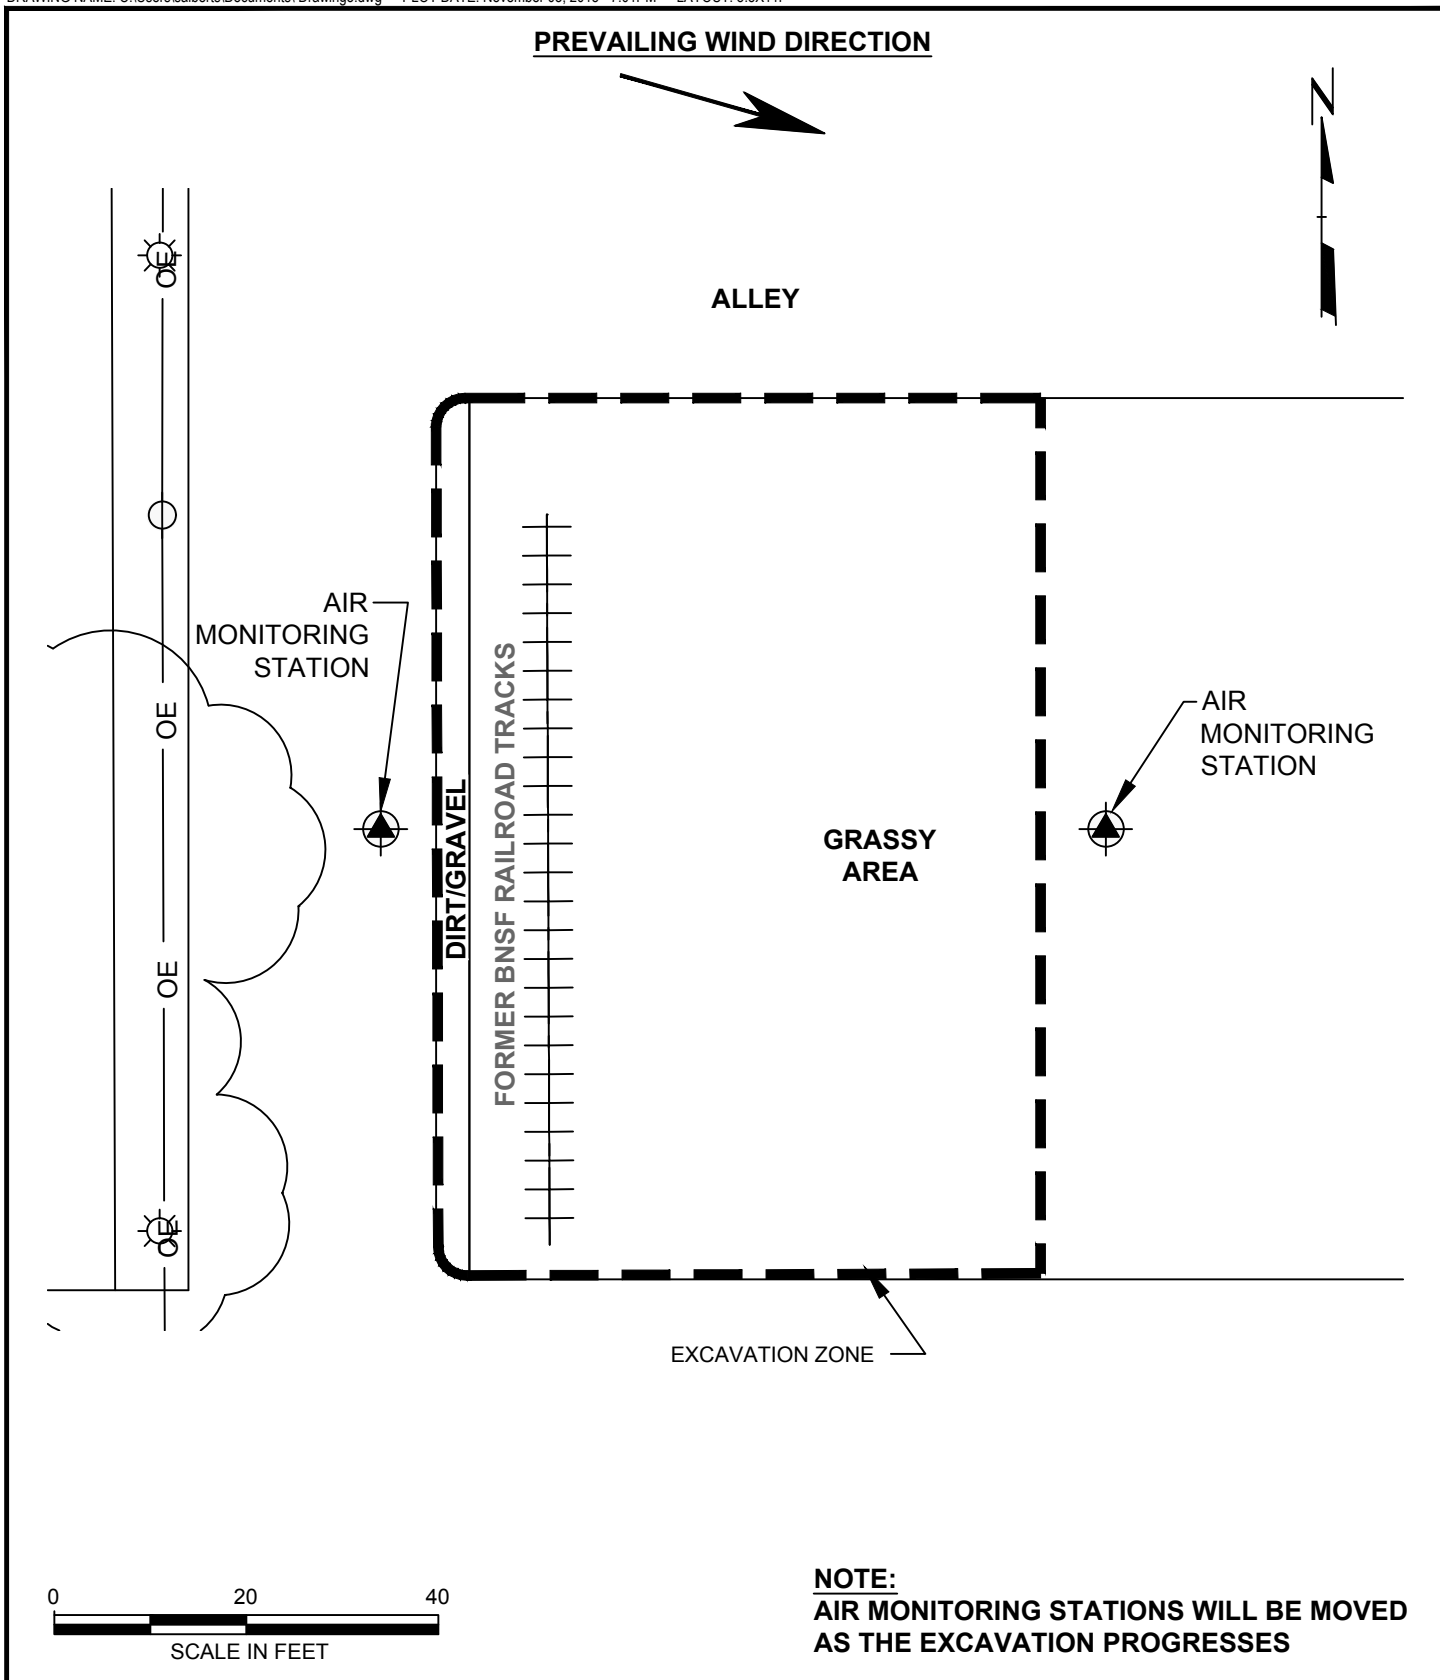 PREVAILING WIND DIRECTION
N
OE
ALLEY
AIR
MONITORING
STATION
OE
FORMER BNSF RAILROAD TRACKS
DIRT/GRAVEL
AIR
MONITORING
STATION
GRASSY
AREA
OE
OE
EXCAVATION ZONE
0 20 40
SCALE IN FEET
NOTE:
AIR MONITORING STATIONS WILL BE MOVED
AS THE EXCAVATION PROGRESSES